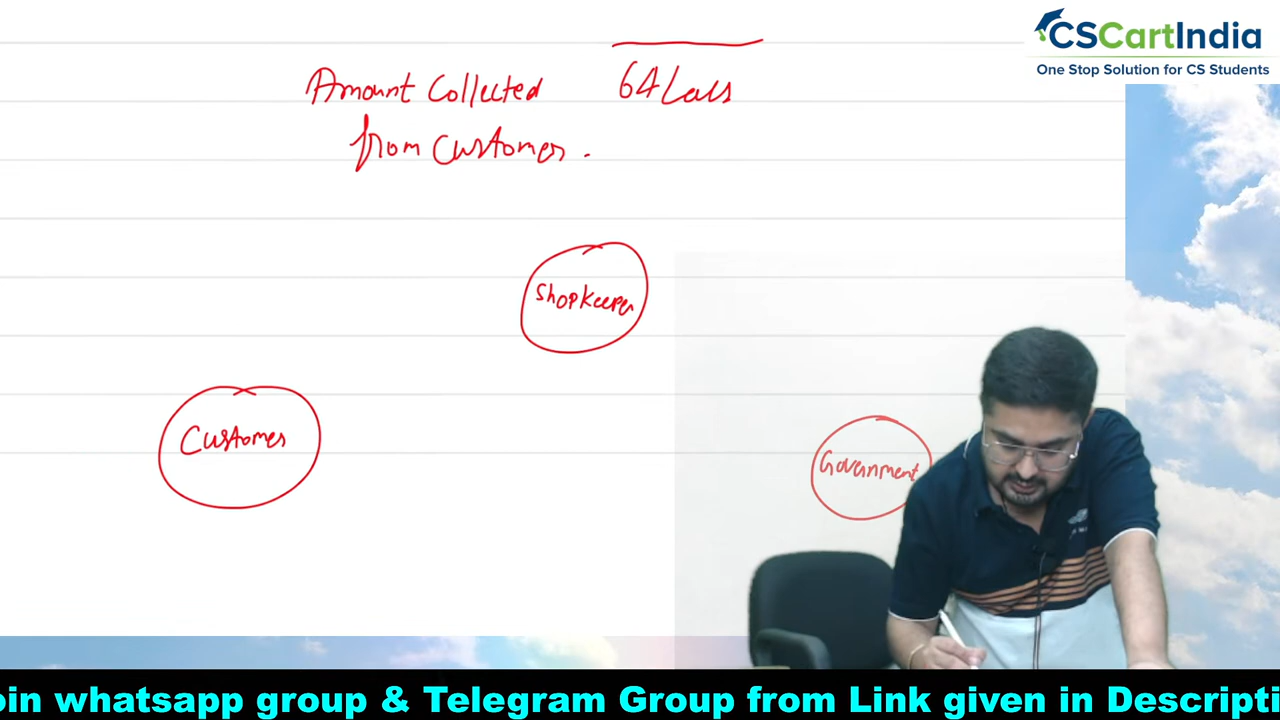 CSCartIndia
One Stop Solution for CS Students
Amount Collected 64 Lacs
from Customer.
Shopkeeper
Customer
Government
oin whatsapp group & Telegram Group from Link given in Descripti